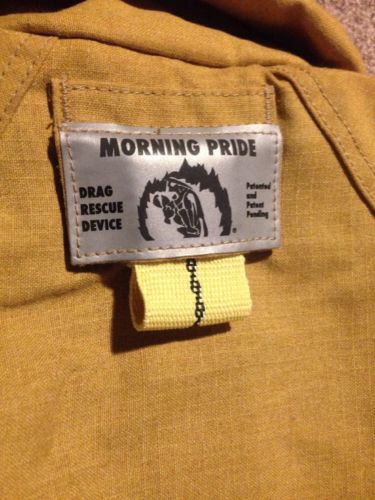 MORNING PRIDE
DRAG
RESCUE
DEVICE
Patented
and
Patent
Pending
®